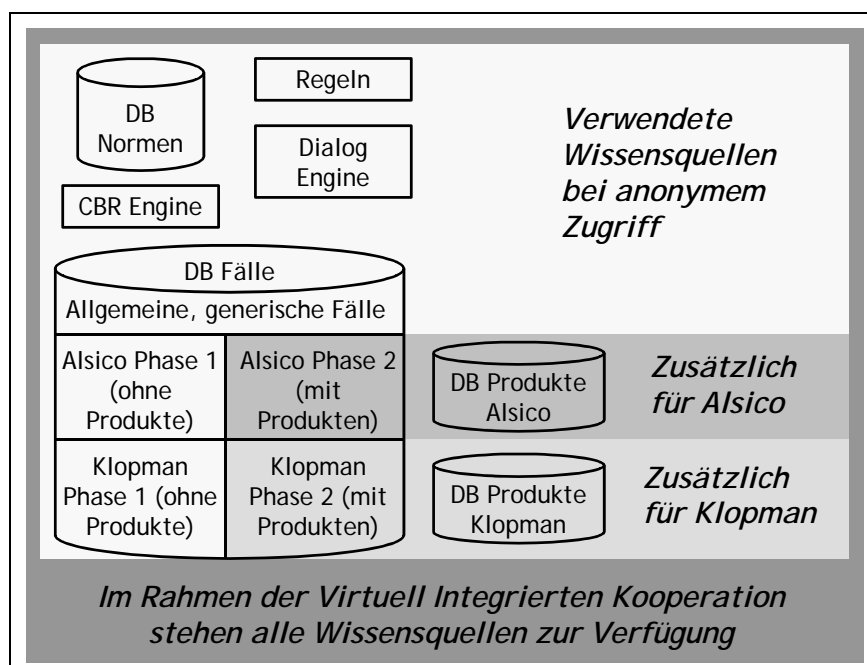 DB
Normen
Regeln
Dialog
Engine
CBR Engine
Verwendete
Wissensquellen
bei anonymem
Zugriff
DB Fälle
Allgemeine, generische Fälle
Alsico Phase 1
(ohne
Produkte)
Alsico Phase 2
(mit
Produkten)
DB Produkte
Alsico
Zusätzlich
für Alsico
Klopman
Phase 1 (ohne
Produkte)
Klopman
Phase 2 (mit
Produkten)
DB Produkte
Klopman
Zusätzlich
für Klopman
Im Rahmen der Virtuell Integrierten Kooperation
stehen alle Wissensquellen zur Verfügung